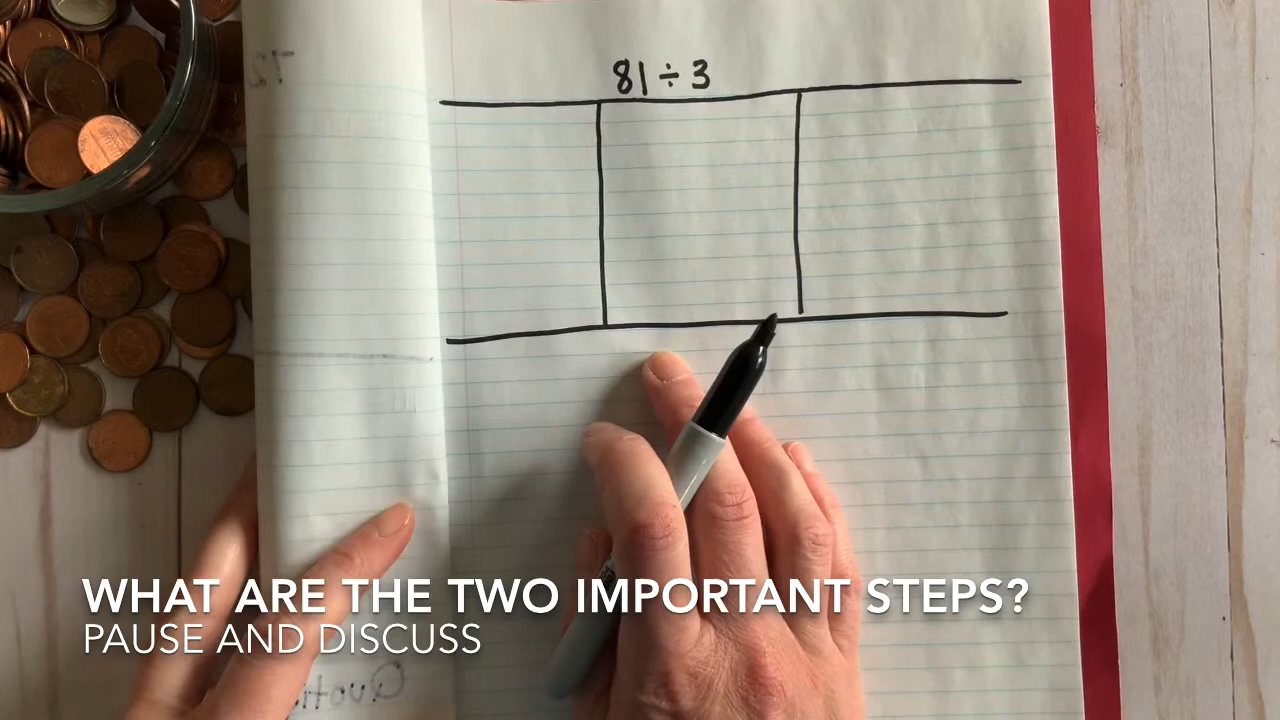 81 ÷ 3
WHAT ARE THE TWO IMPORTANT STEPS?
PAUSE AND DISCUSS